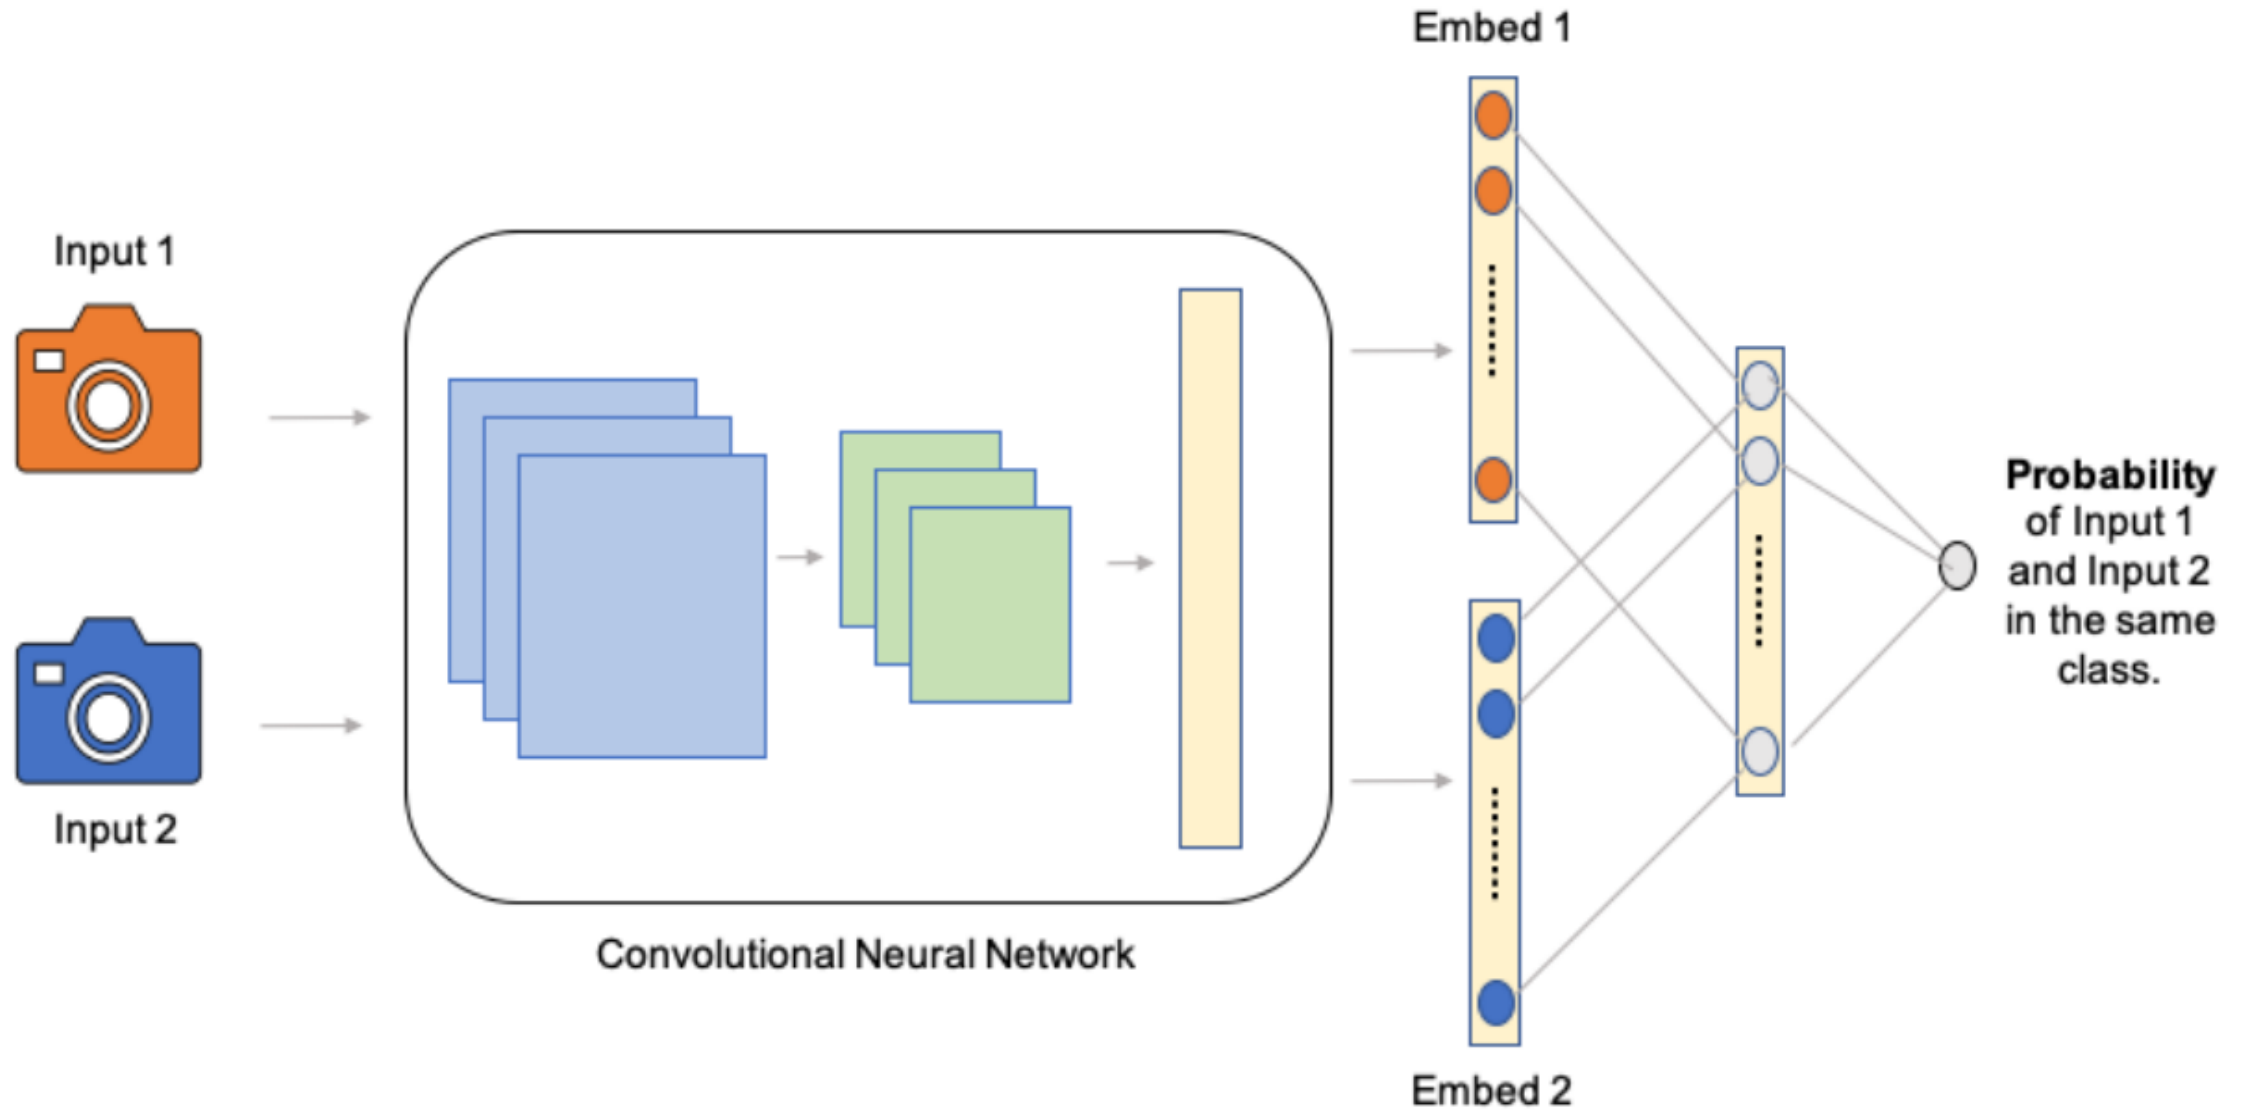 Embed 1
Input 1
Input 2
Convolutional Neural Network
Embed 2
Probability
of Input 1
and Input 2
in the same
class.